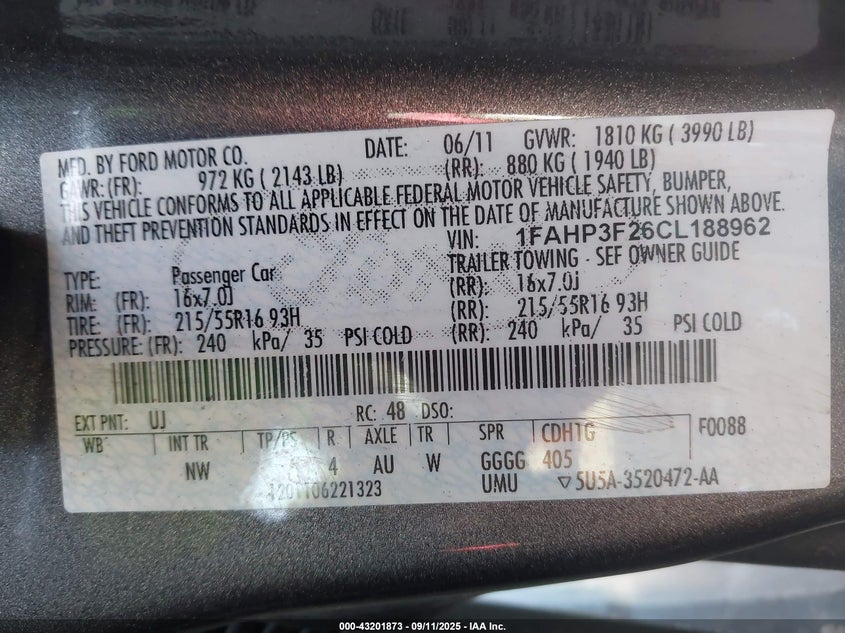 MFD. BY FORD MOTOR CO. DATE: 06/11 GVWR: 1810 KG ( 3990 LB)
GAWR: (FR): 972 KG ( 2143 LB) (RR): 880 KG ( 1940 LB)
THIS VEHICLE CONFORMS TO ALL APPLICABLE FEDERAL MOTOR VEHICLE SAFETY, BUMPER,
AND THEFT PREVENTION STANDARDS IN EFFECT ON THE DATE OF MANUFACTURE SHOWN ABOVE.
VIN: 1FAHP3F26CL188962
TYPE: Passenger Car TRAILER TOWING - SEE OWNER GUIDE
RIM: (FR): 16x7.0J (RR): 16x7.0J
TIRE: (FR): 215/55R16 93H (RR): 215/55R16 93H
PRESSURE: (FR): 240 kPa/ 35 PSI COLD (RR): 240 kPa/ 35 PSI COLD
EXT PNT: UJ RC: 48 DSO:
WB INT TR TP/PS R AXLE TR SPR CDH1G F0088
NW 4 AU W GGGG 405
1201106221323 UMU ▽5U5A-3520472-AA
000-43201873 - 09/11/2025 - IAA Inc.